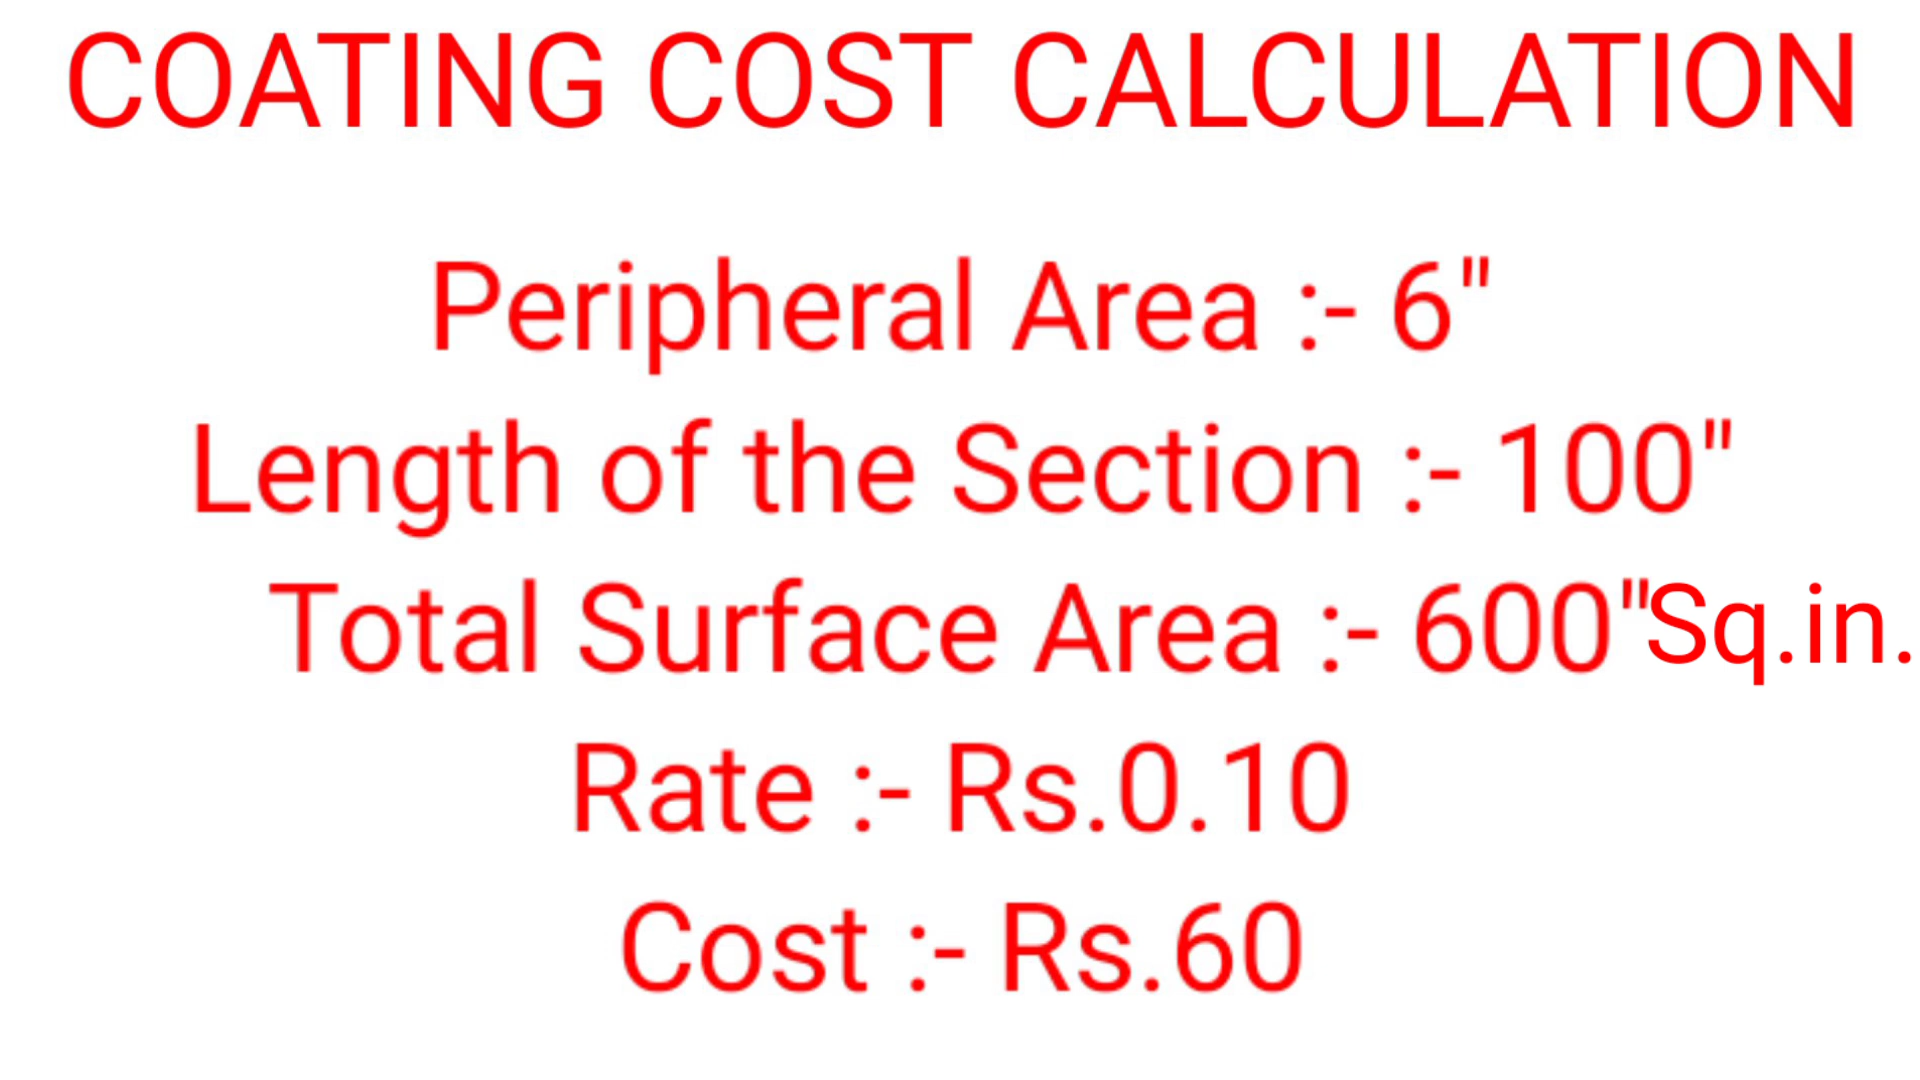 COATING COST CALCULATION
Peripheral Area :- 6"
Length of the Section :- 100"
Total Surface Area :- 600"Sq.in.
Rate :- Rs.0.10
Cost :- Rs.60